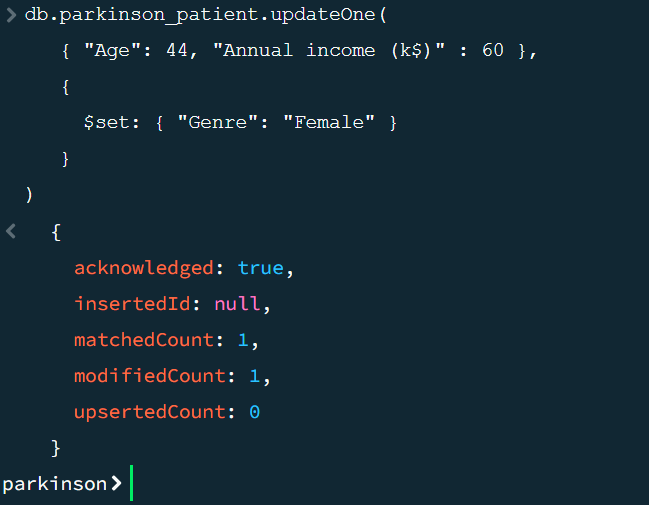 > db.parkinson_patient.updateOne(
{ "Age": 44, "Annual income (k$)" : 60 },
{
$set: { "Genre": "Female" }
}
)
< {
acknowledged: true,
insertedId: null,
matchedCount: 1,
modifiedCount: 1,
upsertedCount: 0
}
parkinson>